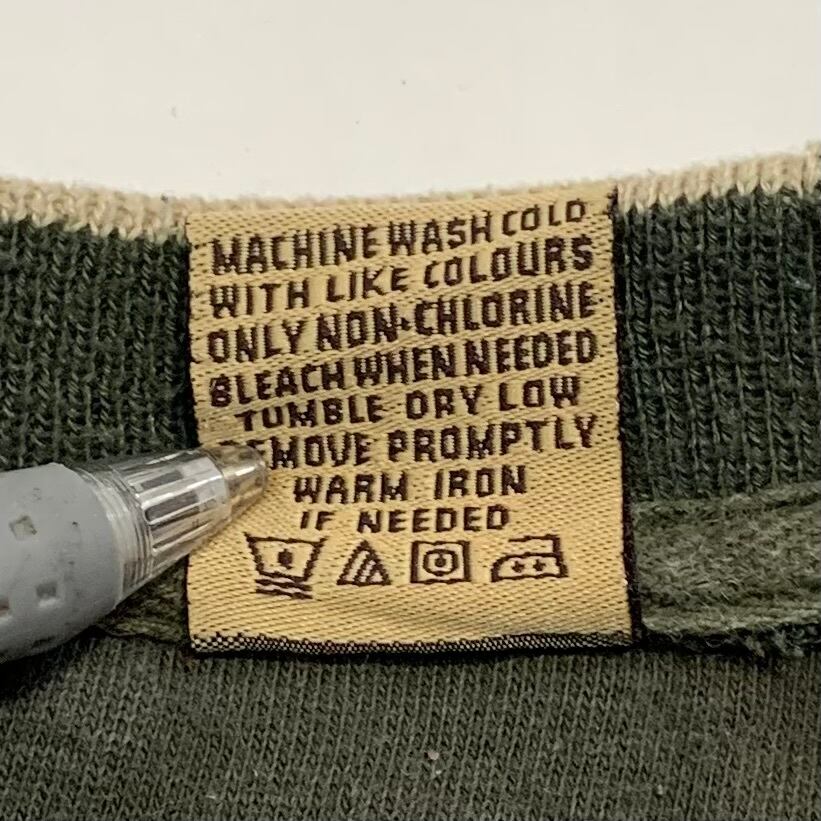 MACHINE WASH COLD
WITH LIKE COLOURS
ONLY NON-CHLORINE
BLEACH WHEN NEEDED
TUMBLE DRY LOW
REMOVE PROMPTLY
WARM IRON
IF NEEDED